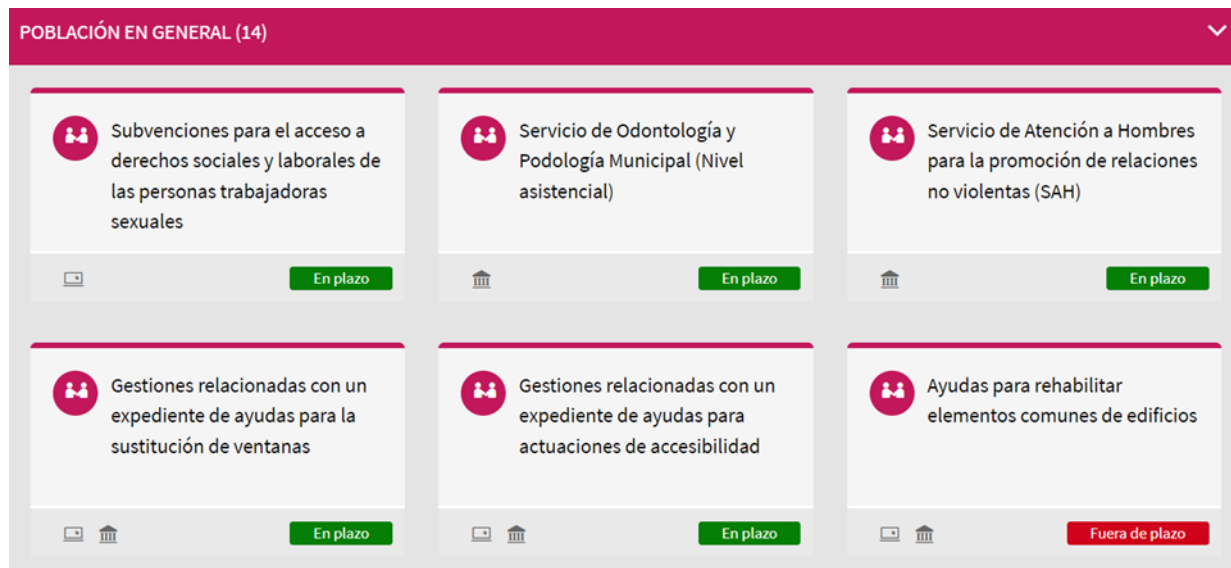 POBLACIÓN EN GENERAL (14)
Subvenciones para el acceso a
derechos sociales y laborales de
las personas trabajadoras
sexuales
En plazo
Servicio de Odontología y
Podología Municipal (Nivel
asistencial)
En plazo
Servicio de Atención a Hombres
para la promoción de relaciones
no violentas (SAH)
En plazo
Gestiones relacionadas con un
expediente de ayudas para la
sustitución de ventanas
En plazo
Gestiones relacionadas con un
expediente de ayudas para
actuaciones de accesibilidad
En plazo
Ayudas para rehabilitar
elementos comunes de edificios
Fuera de plazo